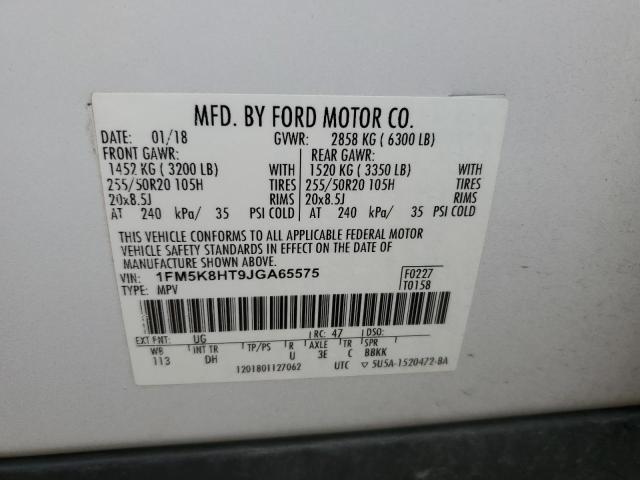 MFD. BY FORD MOTOR CO.
DATE: 01/18 GVWR: 2858 KG ( 6300 LB)
FRONT GAWR: REAR GAWR:
1452 KG ( 3200 LB) WITH 1520 KG ( 3350 LB) WITH
255/50R20 105H TIRES 255/50R20 105H TIRES
20x8.5J RIMS 20x8.5J RIMS
AT 240 kPa/ 35 PSI COLD AT 240 kPa/ 35 PSI COLD
THIS VEHICLE CONFORMS TO ALL APPLICABLE FEDERAL MOTOR
VEHICLE SAFETY STANDARDS IN EFFECT ON THE DATE OF
MANUFACTURE SHOWN ABOVE.
VIN: 1FM5K8HT9JGA65575 F0227
TYPE: MPV T0158
EXT PNT: UG RC: 47 DSO:
WB INT TR TP/PS R AXLE TR SPR
113 DH U 3E C BBKK
1201801127062 UTC ▽ 5U5A-1520472-BA